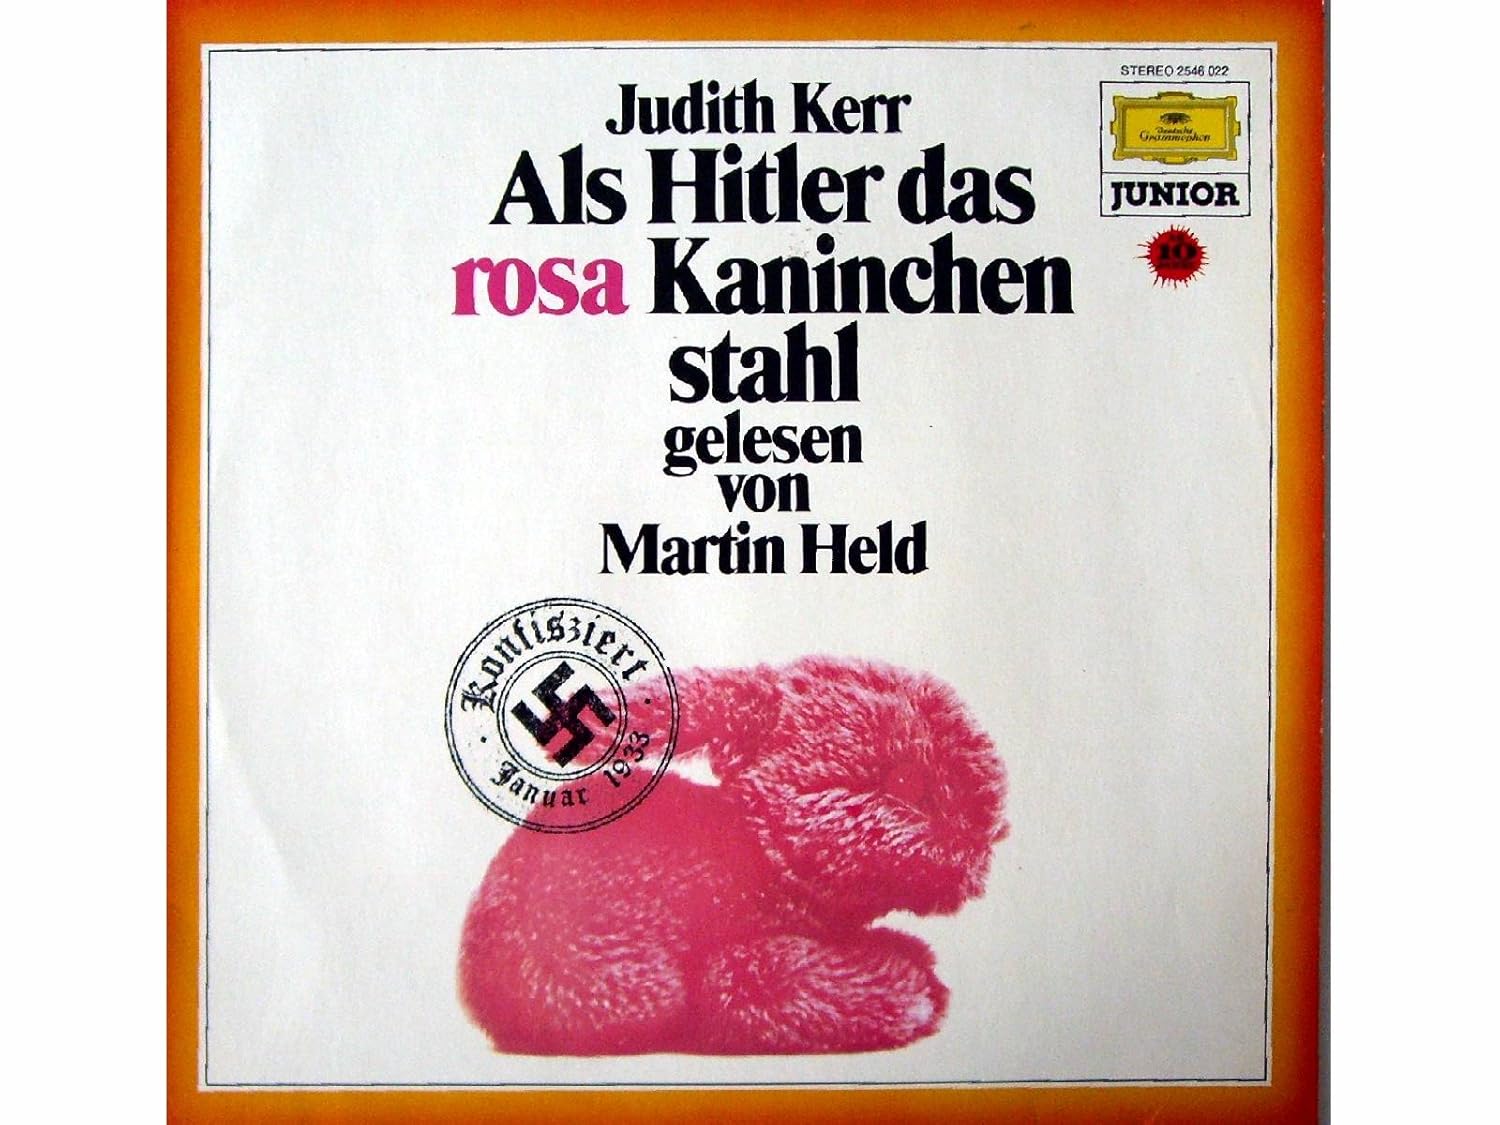 STEREO 2546 022
Judith Kerr
Als Hitler das
rosa Kaninchen
stahl
gelesen
von
Martin Held
Deutsche
Grammophon
JUNIOR
10
Konfisziert
Januar 1933